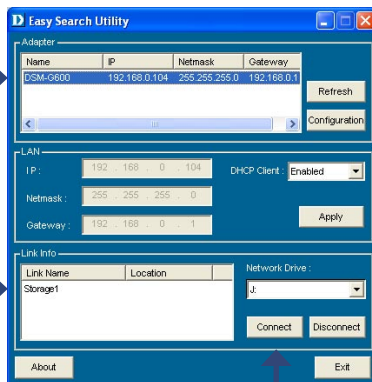 D Easy Search Utility
Adapter
Name IP Netmask Gateway
DSM-G600 192.168.0.104 255.255.255.0 192.168.0.1
Refresh
Configuration
LAN
IP: 192 . 168 . 0 . 104
DHCP Client : Enabled
Netmask : 255 . 255 . 255 . 0
Gateway : 192 . 168 . 0 . 1
Apply
Link Info
Link Name Location
Storage1
Network Drive :
J:
Connect Disconnect
About Exit